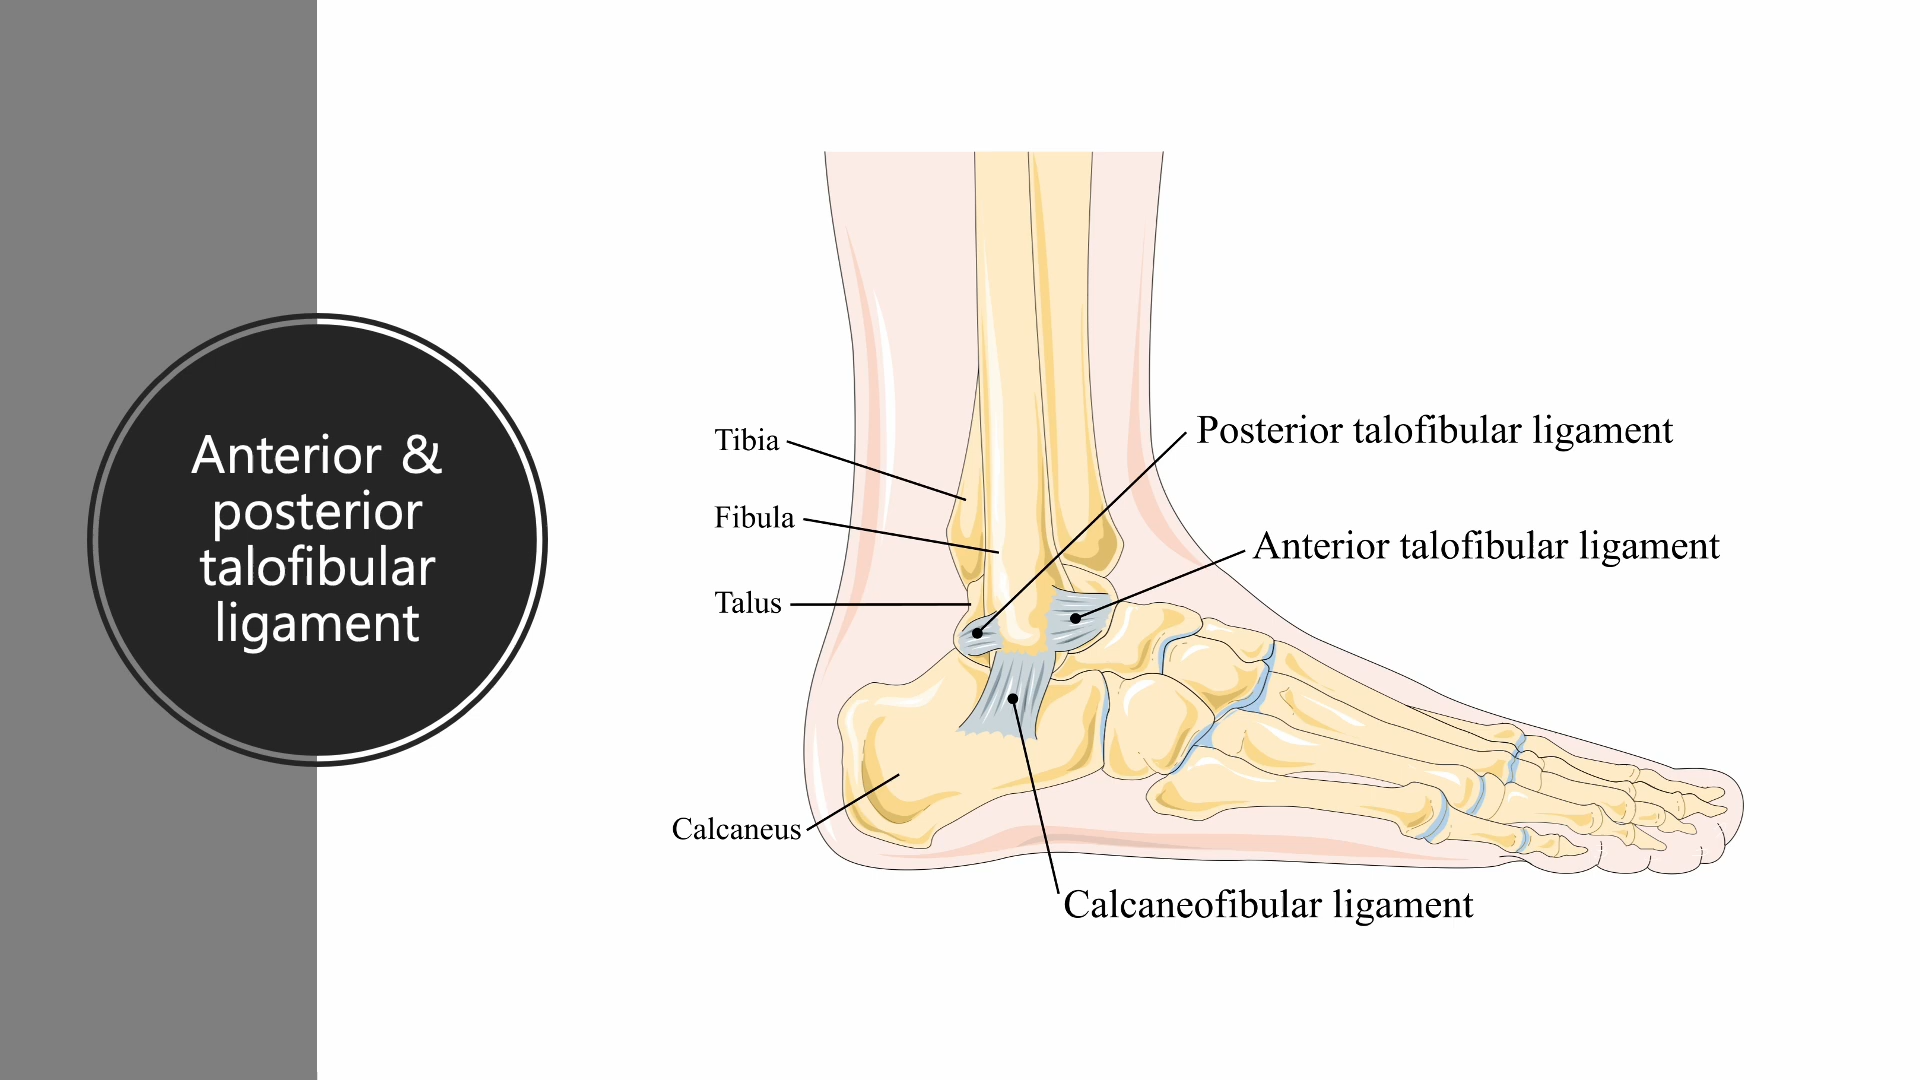 Anterior &
posterior
talofibular
ligament
Tibia
Fibula
Talus
Calcaneus
Posterior talofibular ligament
Anterior talofibular ligament
Calcaneofibular ligament